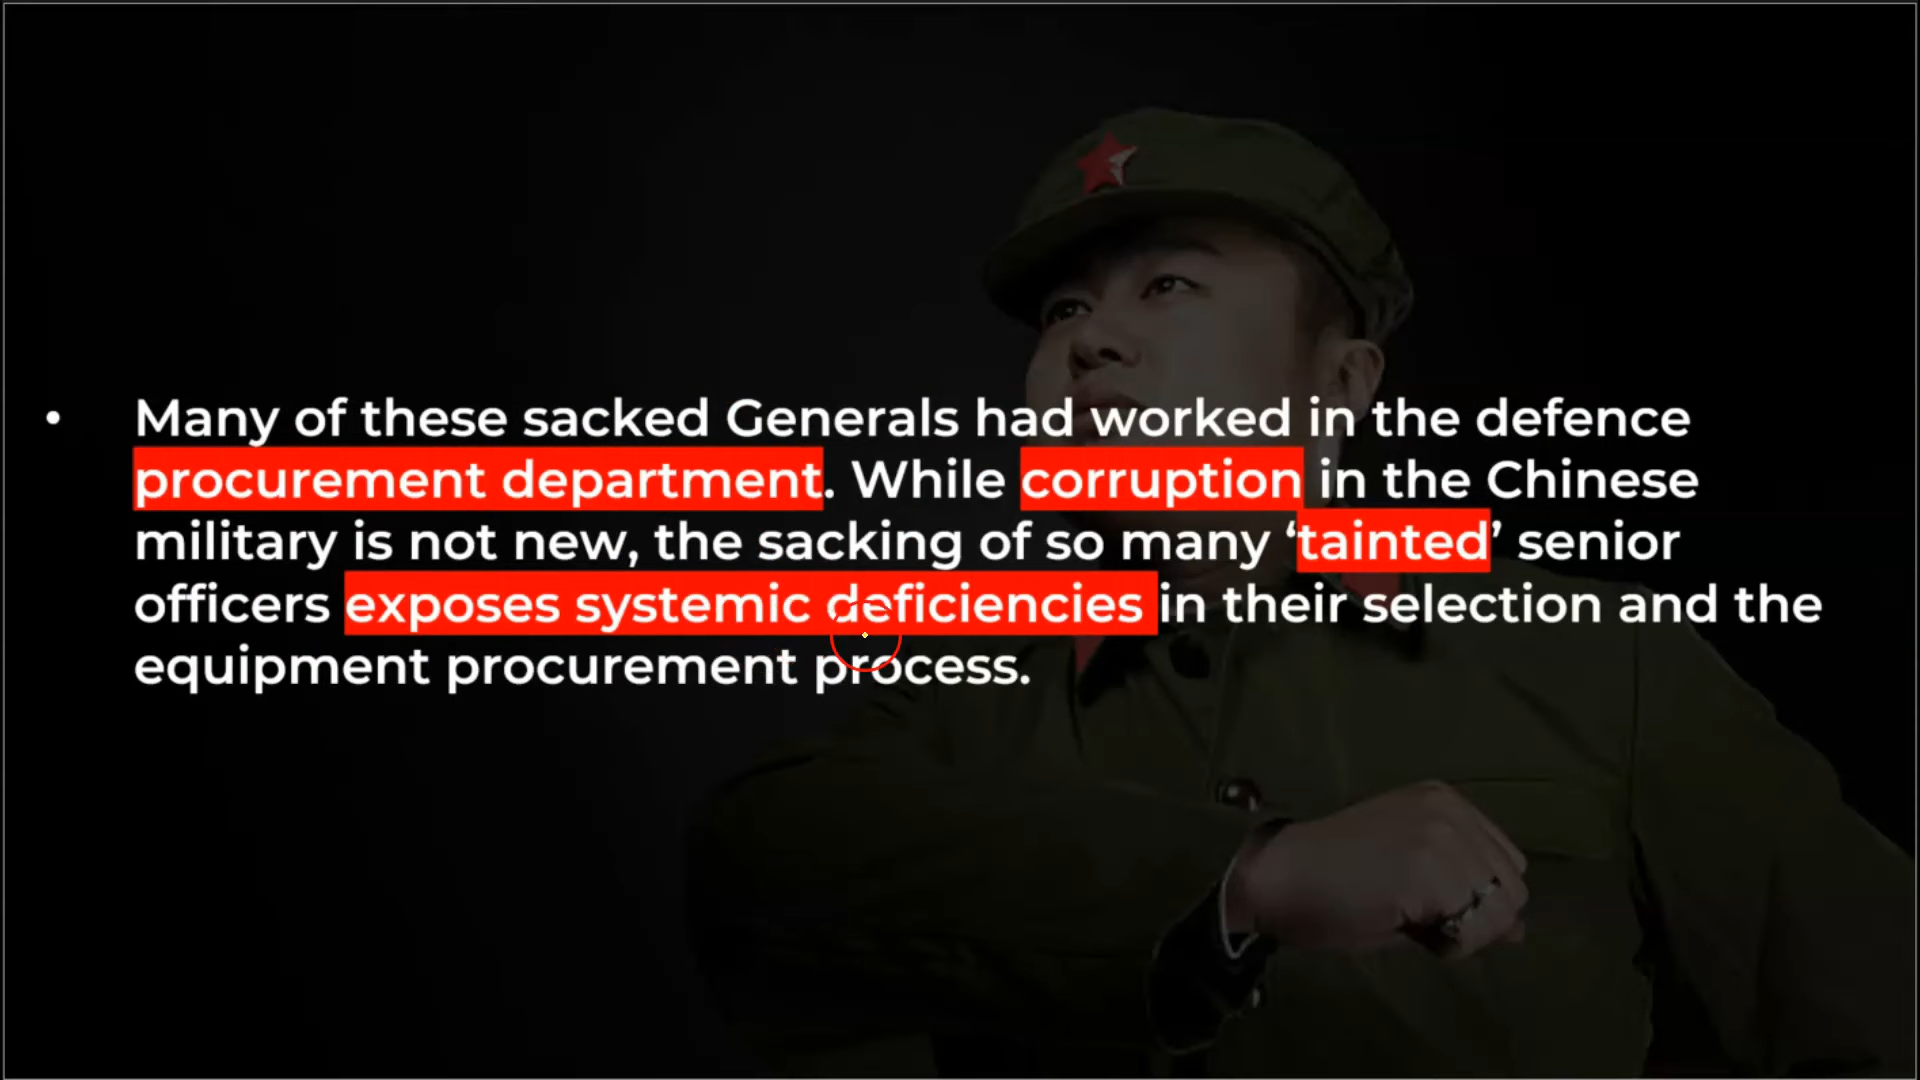 • Many of these sacked Generals had worked in the defence
procurement department. While corruption in the Chinese
military is not new, the sacking of so many ‘tainted’ senior
officers exposes systemic deficiencies in their selection and the
equipment procurement process.